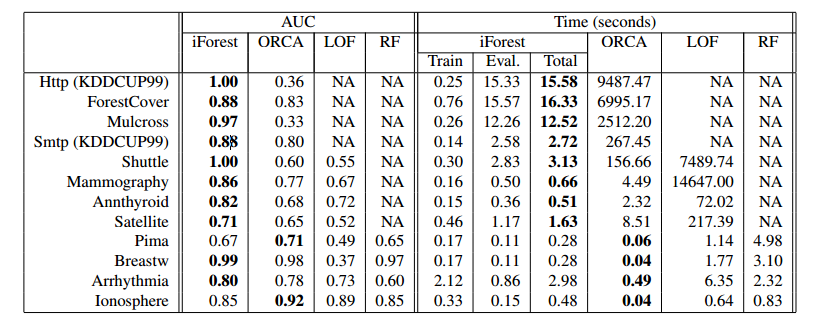 AUC Time (seconds)
iForest ORCA LOF RF iForest ORCA LOF RF
Train Eval. Total
Http (KDDCUP99) 1.00 0.36 NA NA 0.25 15.33 15.58 9487.47 NA NA
ForestCover 0.88 0.83 NA NA 0.76 15.57 16.33 6995.17 NA NA
Mulcross 0.97 0.33 NA NA 0.26 12.26 12.52 2512.20 NA NA
Smtp (KDDCUP99) 0.88 0.80 NA NA 0.14 2.58 2.72 267.45 NA NA
Shuttle 1.00 0.60 0.55 NA 0.30 2.83 3.13 156.66 7489.74 NA
Mammography 0.86 0.77 0.67 NA 0.16 0.50 0.66 4.49 14647.00 NA
Annthyroid 0.82 0.68 0.72 NA 0.15 0.36 0.51 2.32 72.02 NA
Satellite 0.71 0.65 0.52 NA 0.46 1.17 1.63 8.51 217.39 NA
Pima 0.67 0.71 0.49 0.65 0.17 0.11 0.28 0.06 1.14 4.98
Breastw 0.99 0.98 0.37 0.97 0.17 0.11 0.28 0.04 1.77 3.10
Arrhythmia 0.80 0.78 0.73 0.60 2.12 0.86 2.98 0.49 6.35 2.32
Ionosphere 0.85 0.92 0.89 0.85 0.33 0.15 0.48 0.04 0.64 0.83